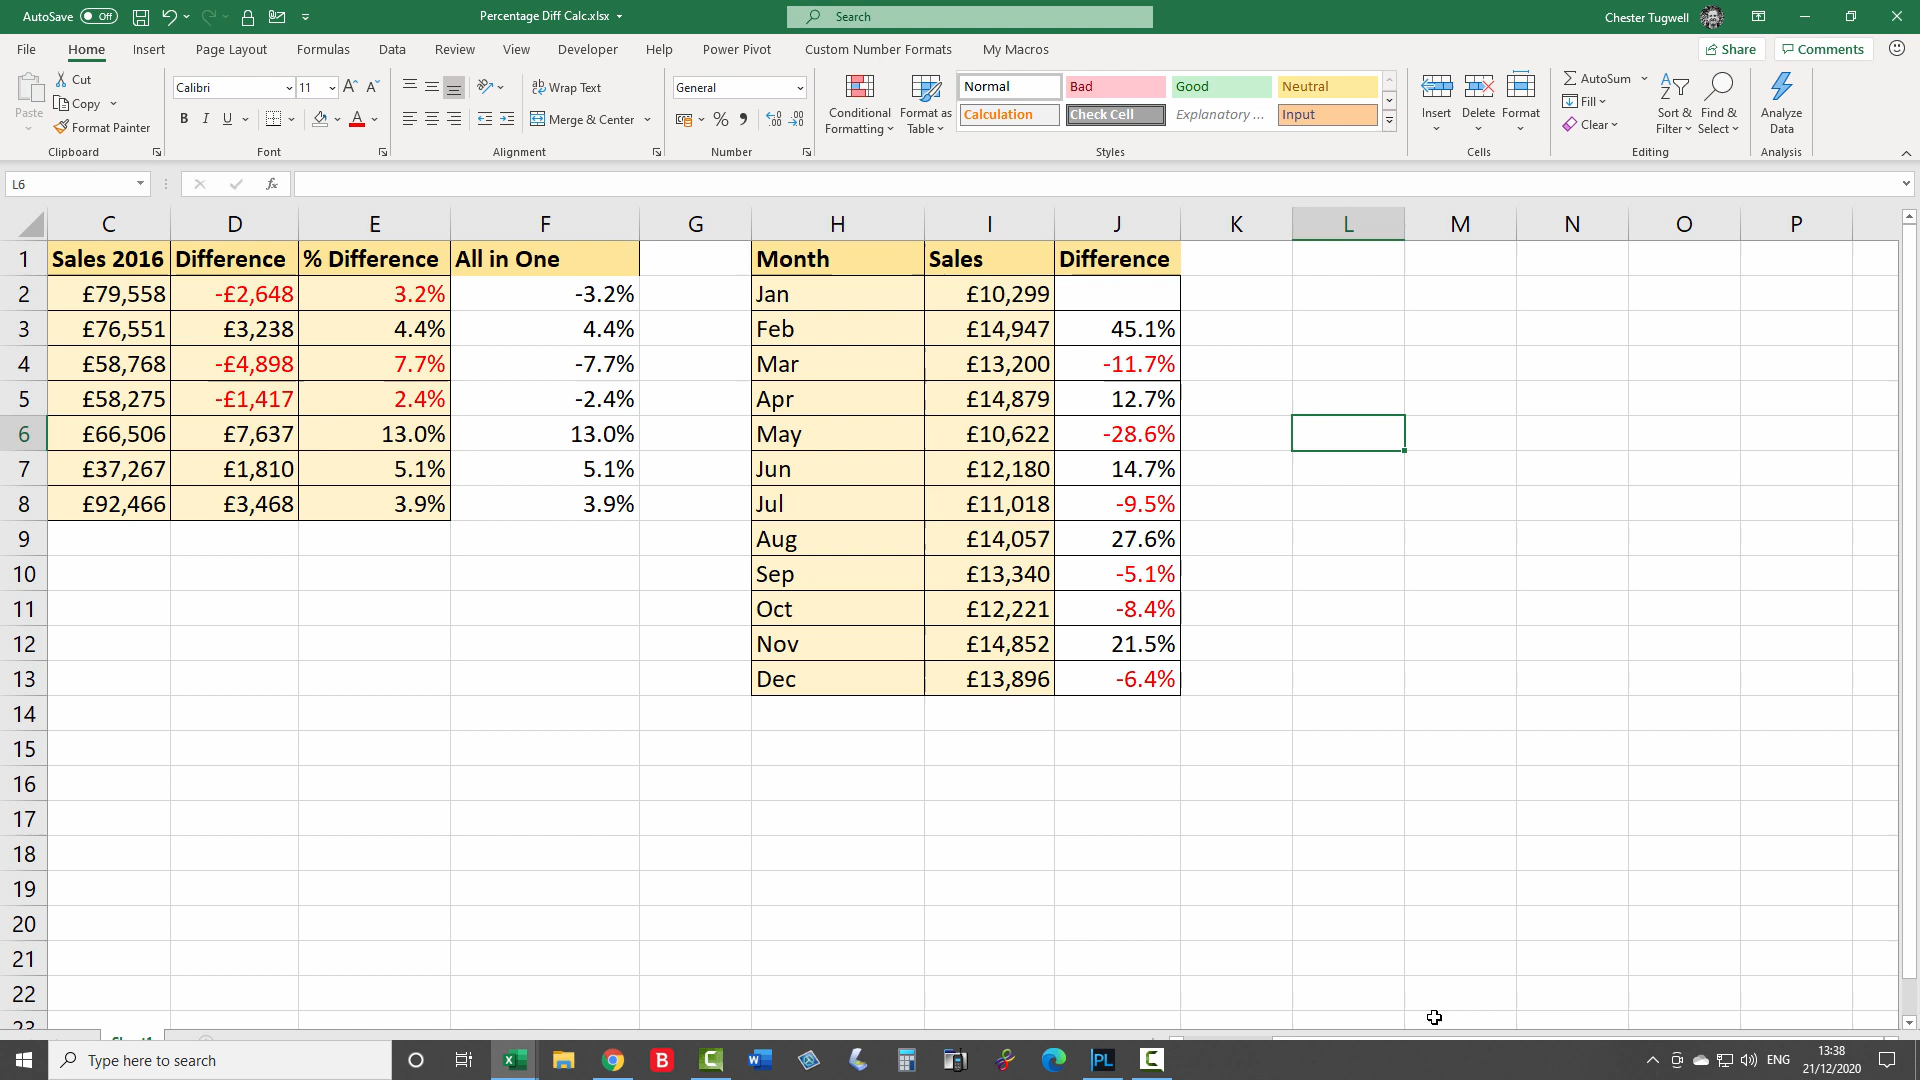 AutoSave Off Percentage Diff Calc.xlsx Search Chester Tugwell
File Home Insert Page Layout Formulas Data Review View Developer Help Power Pivot Custom Number Formats My Macros Share Comments
Paste
Cut
Copy
Format Painter
Clipboard
Calibri 11
B I U
Font
Wrap Text
Merge & Center
Alignment
General
Number
Conditional Formatting
Format as Table
Normal Bad Good Neutral
Calculation Check Cell Explanatory ... Input
Styles
Insert Delete Format
Cells
AutoSum
Fill
Clear
Sort & Filter
Find & Select
Editing
Analyze Data
Analysis
L6 fx
C D E F G H I J K L M N O P
1 Sales 2016 Difference % Difference All in One Month Sales Difference
2 £79,558 -£2,648 3.2% -3.2% Jan £10,299
3 £76,551 £3,238 4.4% 4.4% Feb £14,947 45.1%
4 £58,768 -£4,898 7.7% -7.7% Mar £13,200 -11.7%
5 £58,275 -£1,417 2.4% -2.4% Apr £14,879 12.7%
6 £66,506 £7,637 13.0% 13.0% May £10,622 -28.6%
7 £37,267 £1,810 5.1% 5.1% Jun £12,180 14.7%
8 £92,466 £3,468 3.9% 3.9% Jul £11,018 -9.5%
9 Aug £14,057 27.6%
10 Sep £13,340 -5.1%
11 Oct £12,221 -8.4%
12 Nov £14,852 21.5%
13 Dec £13,896 -6.4%
14
15
16
17
18
19
20
21
22
23
Sheet1
Type here to search ENG 13:38
21/12/2020